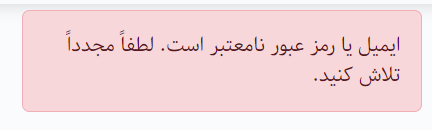 ایمیل یا رمز عبور نامعتبر است. لطفاً مجدداً
تلاش کنید.